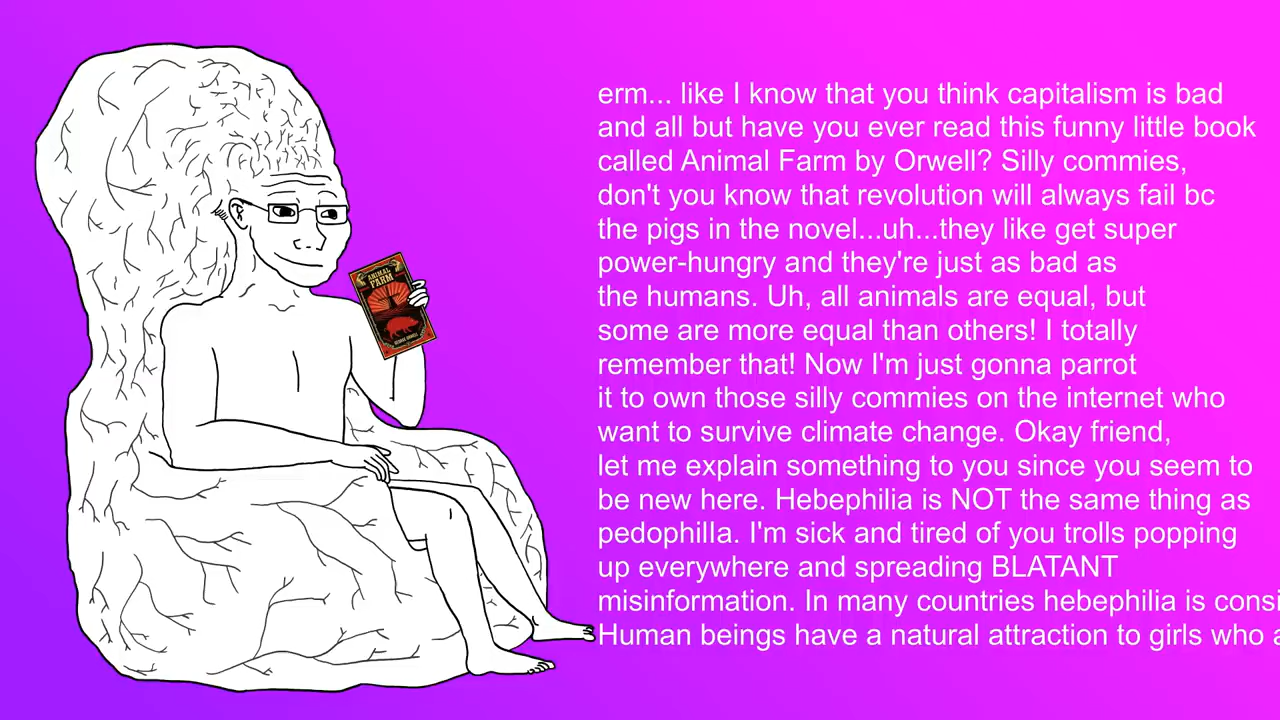 erm... like I know that you think capitalism is bad
and all but have you ever read this funny little book
called Animal Farm by Orwell? Silly commies,
don't you know that revolution will always fail bc
the pigs in the novel...uh...they like get super
power-hungry and they're just as bad as
the humans. Uh, all animals are equal, but
some are more equal than others! I totally
remember that! Now I'm just gonna parrot
it to own those silly commies on the internet who
want to survive climate change. Okay friend,
let me explain something to you since you seem to
be new here. Hebephilia is NOT the same thing as
pedophilla. I'm sick and tired of you trolls popping
up everywhere and spreading BLATANT
misinformation. In many countries hebephilia is consi
Human beings have a natural attraction to girls who a
ANIMAL
FARM
GEORGE ORWELL